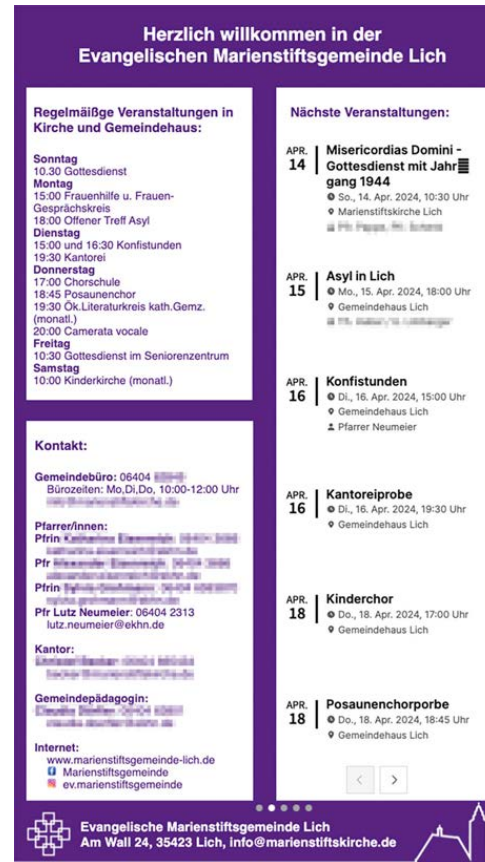 Herzlich willkommen in der
Evangelischen Marienstiftsgemeinde Lich
Regelmäßige Veranstaltungen in
Kirche und Gemeindehaus:
Sonntag
10.30 Gottesdienst
Montag
15:00 Frauenhilfe u. Frauen-
Gesprächskreis
18:00 Offener Treff Asyl
Dienstag
15:00 und 16:30 Konfistunden
19:30 Kantorei
Donnerstag
17:00 Chorschule
18:45 Posaunenchor
19:30 Ök.Literaturkreis kath.Gemz.
(monatl.)
20:00 Camerata vocale
Freitag
10:30 Gottesdienst im Seniorenzentrum
Samstag
10:00 Kinderkirche (monatl.)
Kontakt:
Gemeindebüro: 06404
Bürozeiten: Mo,Di,Do, 10:00-12:00 Uhr
Pfarrer/innen:
Pfrin
Pfr
Pfrin
Pfr Lutz Neumeier: 06404 2313
lutz.neumeier@ekhn.de
Kantor:
Gemeindepädagogin:
Internet:
www.marienstiftsgemeinde-lich.de
Marienstiftsgemeinde
ev.marienstiftsgemeinde
Nächste Veranstaltungen:
APR.
14
Misericordias Domini -
Gottesdienst mit Jahr
gang 1944
So., 14. Apr. 2024, 10:30 Uhr
Marienstiftskirche Lich
APR.
15
Asyl in Lich
Mo., 15. Apr. 2024, 18:00 Uhr
Gemeindehaus Lich
APR.
16
Konfistunden
Di., 16. Apr. 2024, 15:00 Uhr
Gemeindehaus Lich
Pfarrer Neumeier
APR.
16
Kantoreiprobe
Di., 16. Apr. 2024, 19:30 Uhr
Gemeindehaus Lich
APR.
18
Kinderchor
Do., 18. Apr. 2024, 17:00 Uhr
Gemeindehaus Lich
APR.
18
Posaunenchorporbe
Do., 18. Apr. 2024, 18:45 Uhr
Gemeindehaus Lich
Evangelische Marienstiftsgemeinde Lich
Am Wall 24, 35423 Lich, info@marienstiftskirche.de